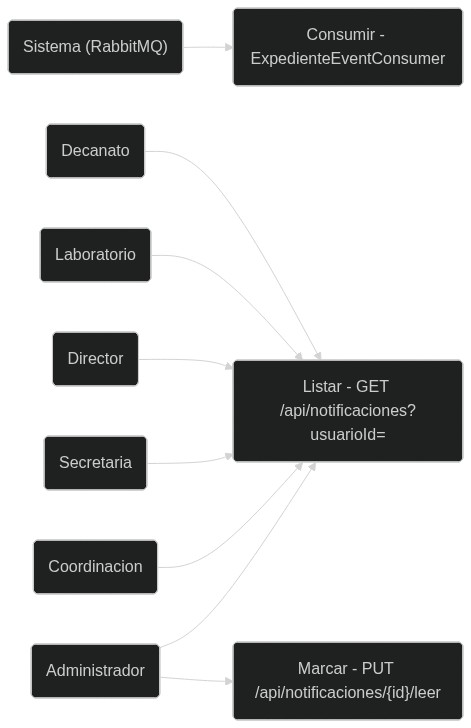 Sistema (RabbitMQ)
Consumir -
ExpedienteEventConsumer
Decanato
Laboratorio
Director
Listar - GET
/api/notificaciones?
usuarioId=
Secretaria
Coordinacion
Administrador
Marcar - PUT
/api/notificaciones/{id}/leer